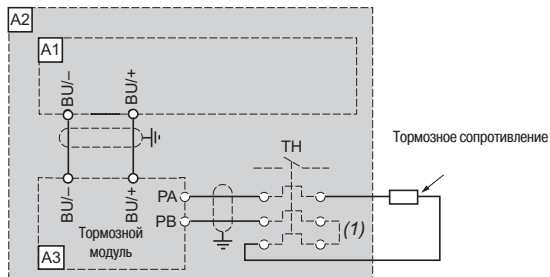 A2
A1
BU/–
BU/+
TH
Тормозное сопротивление
BU/–
BU/+
PA
PB
(1)
Тормозной
модуль
A3